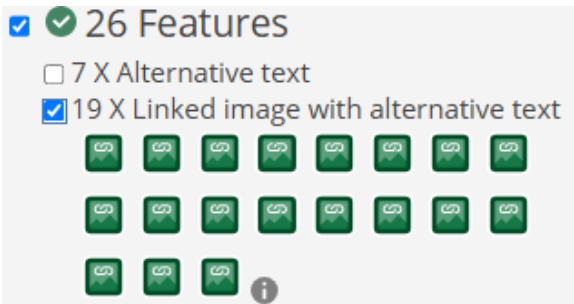 26 Features
7 X Alternative text
19 X Linked image with alternative text